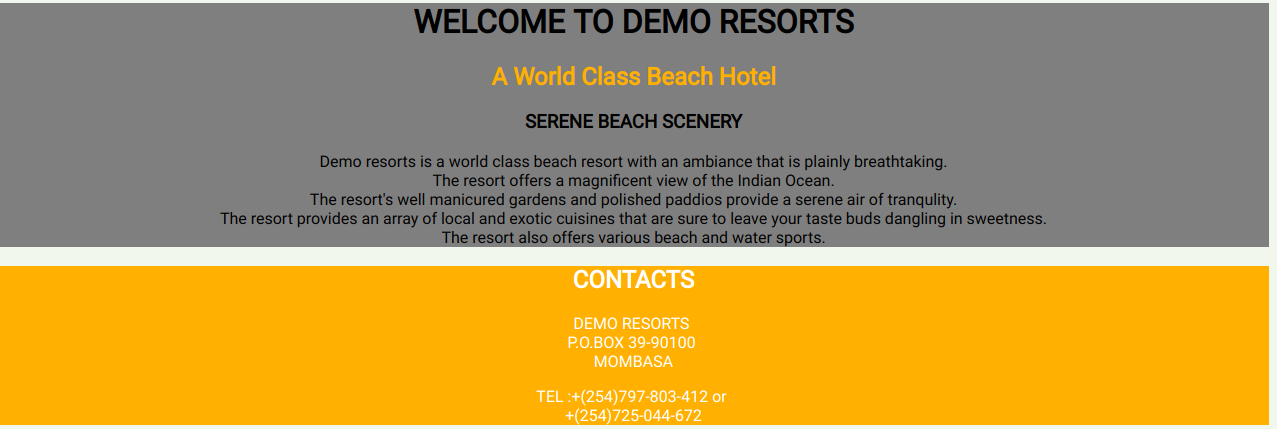 WELCOME TO DEMO RESORTS
A World Class Beach Hotel
SERENE BEACH SCENERY
Demo resorts is a world class beach resort with an ambiance that is plainly breathtaking.
The resort offers a magnificent view of the Indian Ocean.
The resort's well manicured gardens and polished paddios provide a serene air of tranqulity.
The resort provides an array of local and exotic cuisines that are sure to leave your taste buds dangling in sweetness.
The resort also offers various beach and water sports.
CONTACTS
DEMO RESORTS
P.O.BOX 39-90100
MOMBASA
TEL :+(254)797-803-412 or
+(254)725-044-672